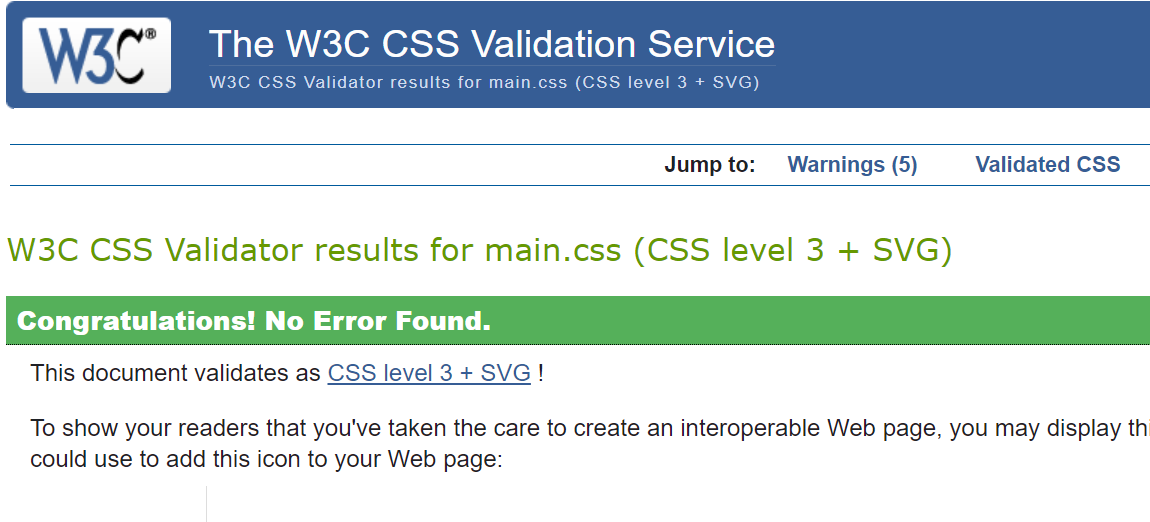 W3C®
The W3C CSS Validation Service
W3C CSS Validator results for main.css (CSS level 3 + SVG)
Jump to: Warnings (5) Validated CSS
W3C CSS Validator results for main.css (CSS level 3 + SVG)
Congratulations! No Error Found.
This document validates as CSS level 3 + SVG !
To show your readers that you've taken the care to create an interoperable Web page, you may display
could use to add this icon to your Web page: